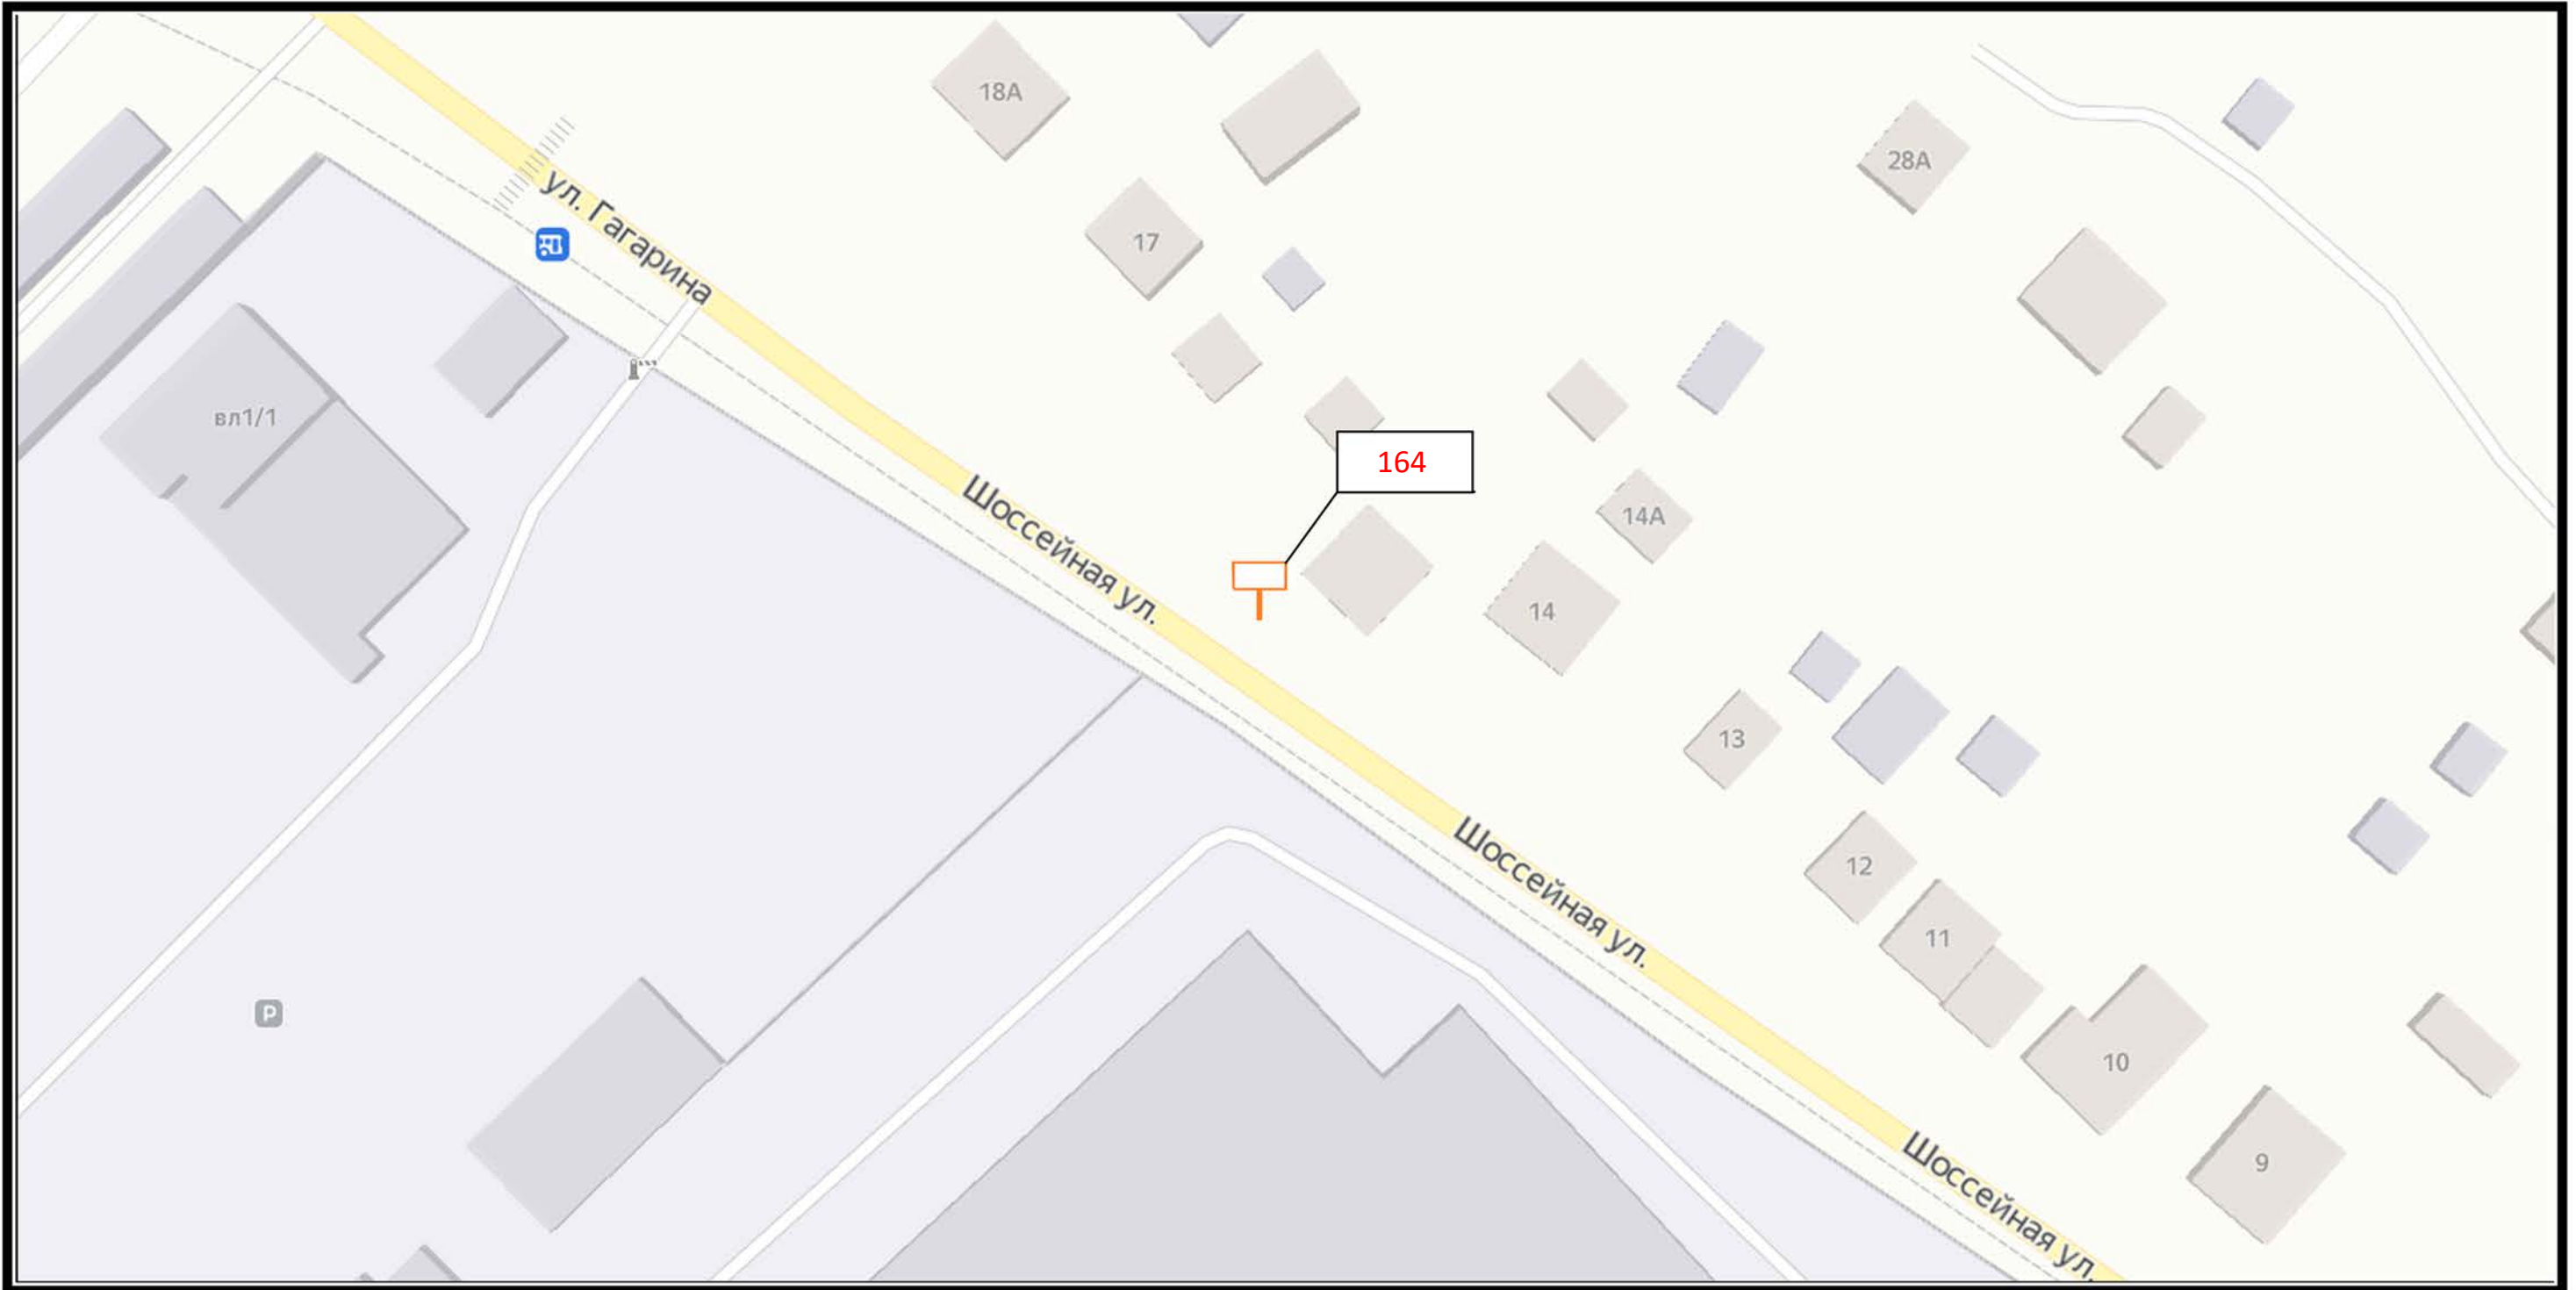 18А
28А
ул. Гагарина
17
вл1/1
164
Шоссейная ул.
14А
14
13
Шоссейная ул.
12
11
P
10
Шоссейная ул.
9